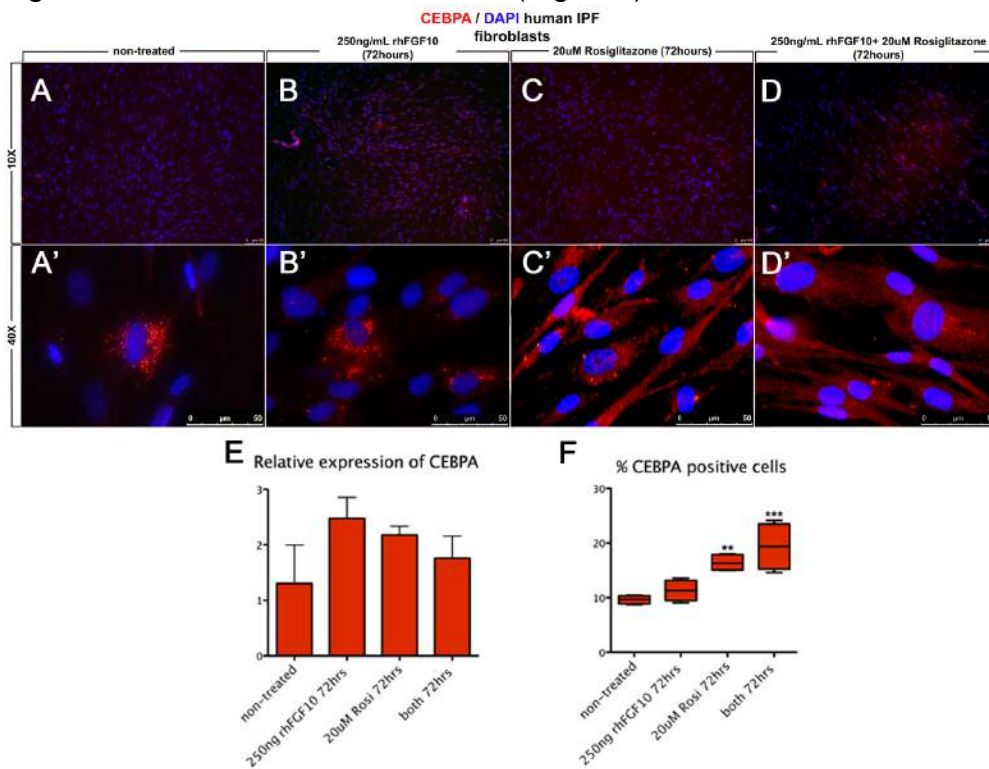 CEBPA / DAPI human IPF
fibroblasts
non-treated
250ng/mL rhFGF10
(72hours)
20uM Rosiglitazone (72hours)
250ng/mL rhFGF10+ 20uM Rosiglitazone
(72hours)
10X
A
B
C
D
40X
A'
B'
C'
D'
0 µm 50
0 µm 50
0 µm 50
0 µm 50
E
Relative expression of CEBPA
3
2
1
0
non-treated
250ng rhFGF10 72hrs
20uM Rosi 72hrs
both 72hrs
F
% CEBPA positive cells
30
20
10
0
**
***
non-treated
250ng rhFGF10 72hrs
20uM Rosi 72hrs
both 72hrs